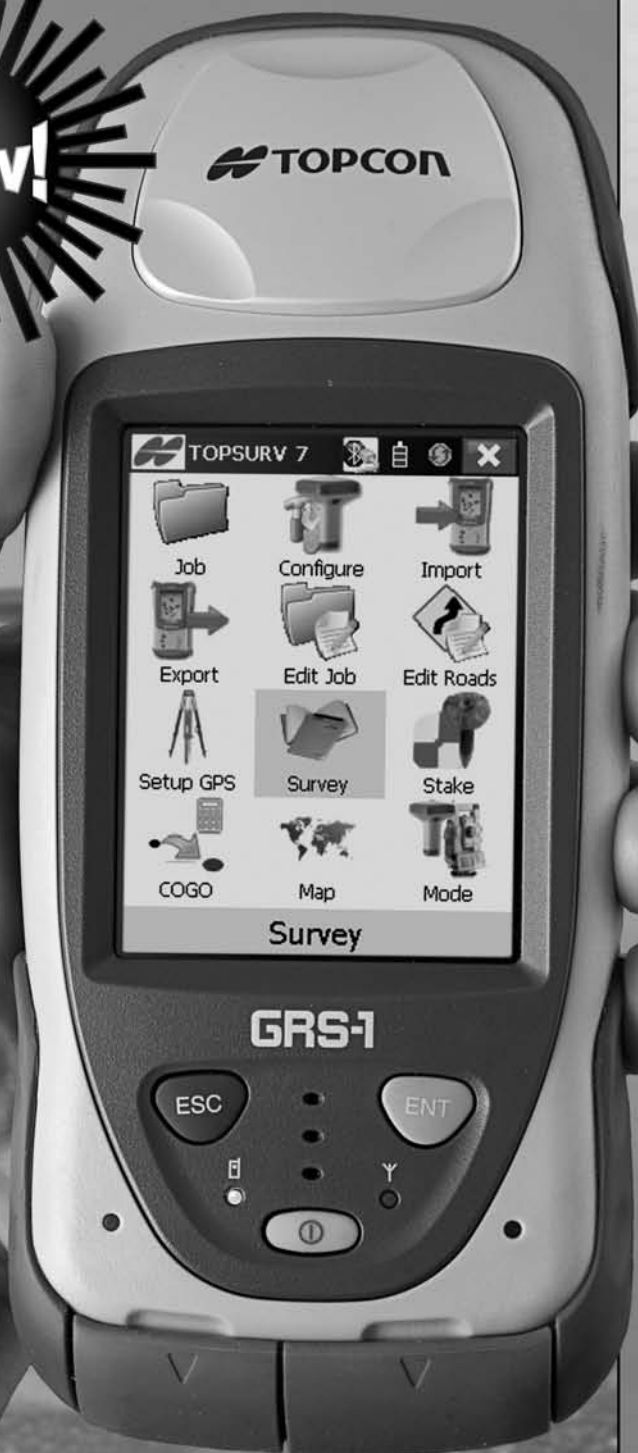 TOPCON
TOPSURV 7
Job Configure Import
Export Edit Job Edit Roads
Setup GPS Survey Stake
COGO Map Mode
Survey
GRS-1
ESC ENT